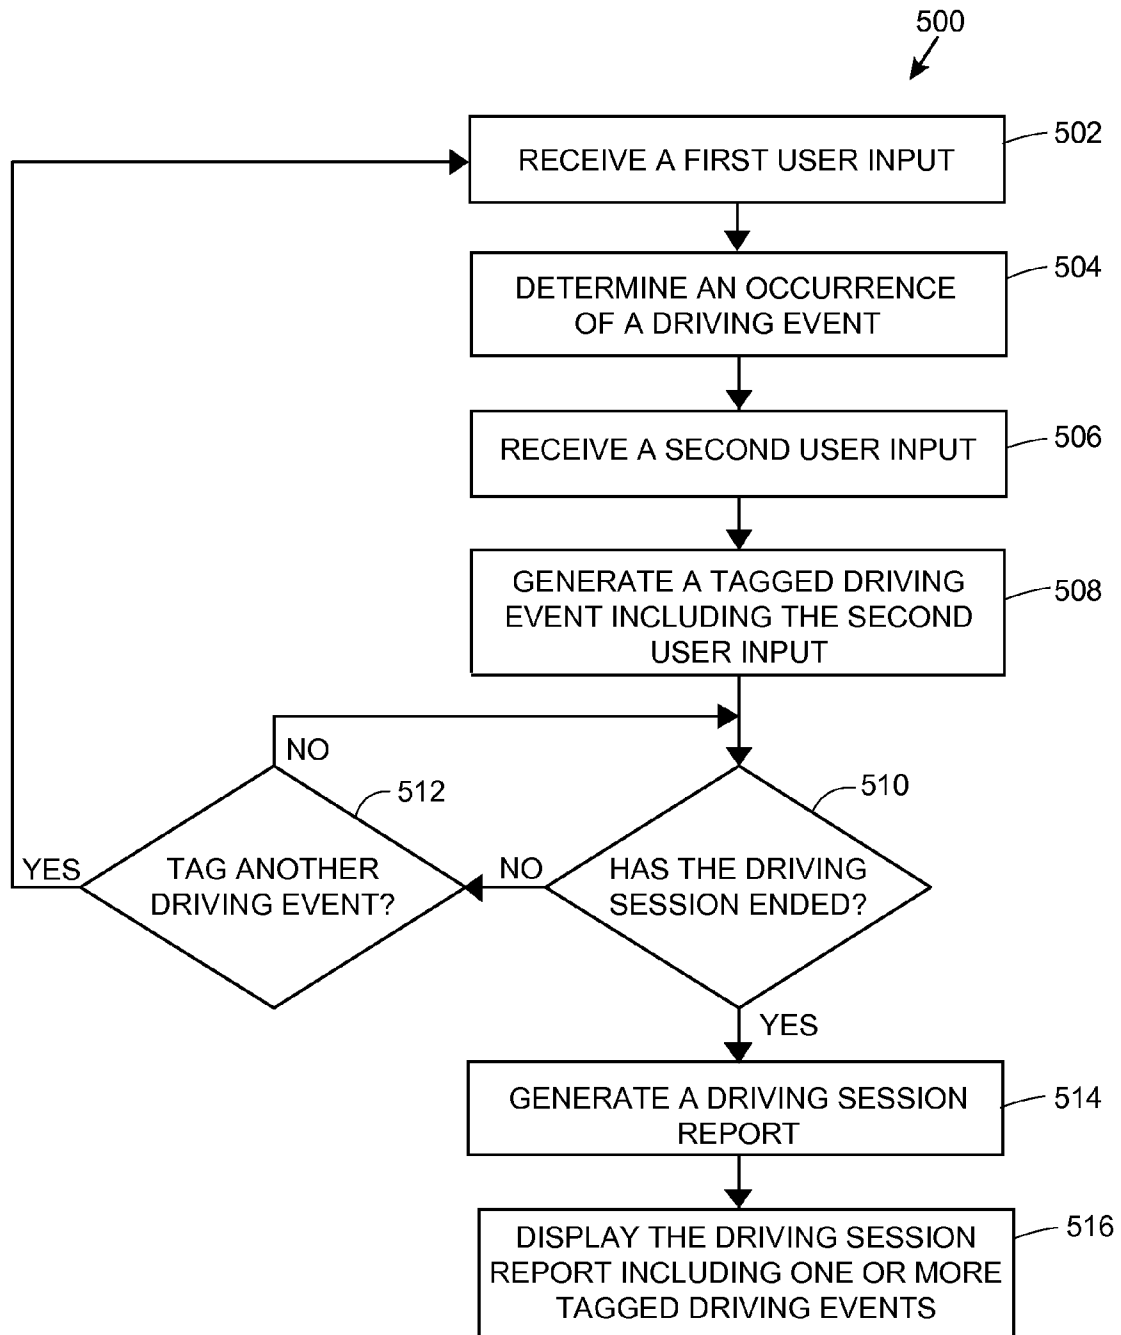 500
RECEIVE A FIRST USER INPUT
502
DETERMINE AN OCCURRENCE
OF A DRIVING EVENT
504
RECEIVE A SECOND USER INPUT
506
GENERATE A TAGGED DRIVING
EVENT INCLUDING THE SECOND
USER INPUT
508
NO
512
510
YES
TAG ANOTHER
DRIVING EVENT?
NO
HAS THE DRIVING
SESSION ENDED?
YES
GENERATE A DRIVING SESSION
REPORT
514
DISPLAY THE DRIVING SESSION
REPORT INCLUDING ONE OR MORE
TAGGED DRIVING EVENTS
516